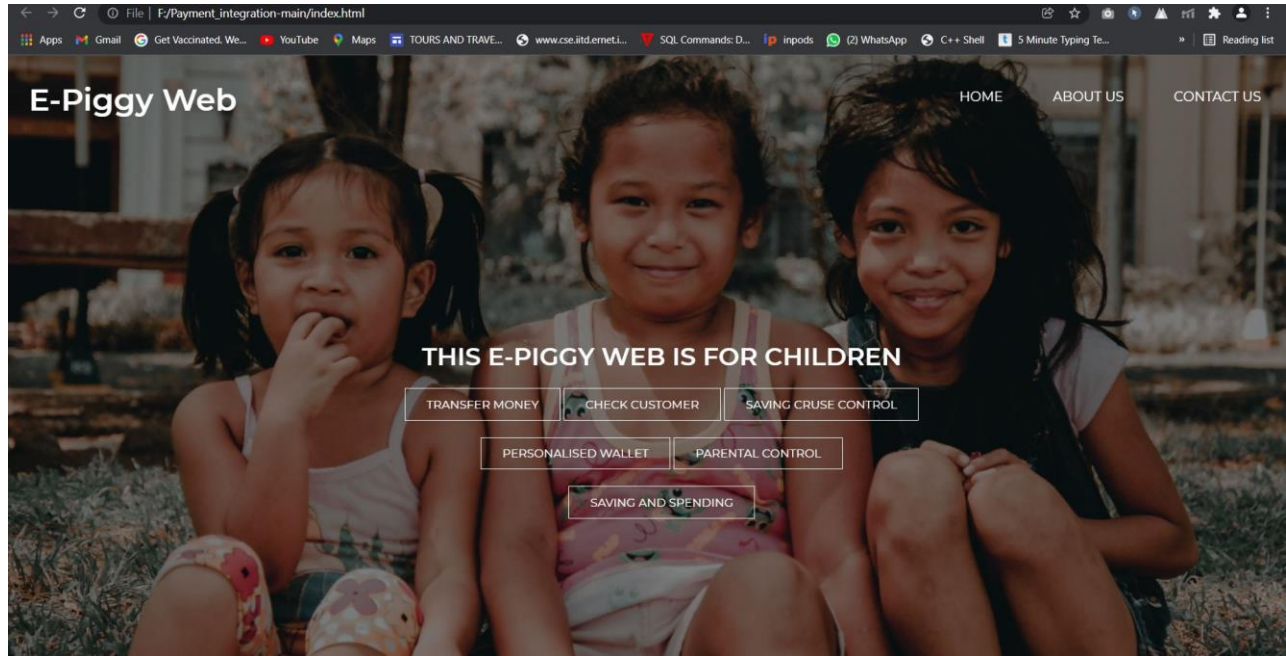 File | F:/Payment_integration-main/index.html
Apps Gmail Get Vaccinated. We... YouTube Maps TOURS AND TRAVE... www.cse.iitd.ernet.i... SQL Commands: D... inpods (2) WhatsApp C++ Shell 5 Minute Typing Te... » Reading list
E-Piggy Web HOME ABOUT US CONTACT US
THIS E-PIGGY WEB IS FOR CHILDREN
TRANSFER MONEY CHECK CUSTOMER SAVING CRUSE CONTROL
PERSONALISED WALLET PARENTAL CONTROL
SAVING AND SPENDING